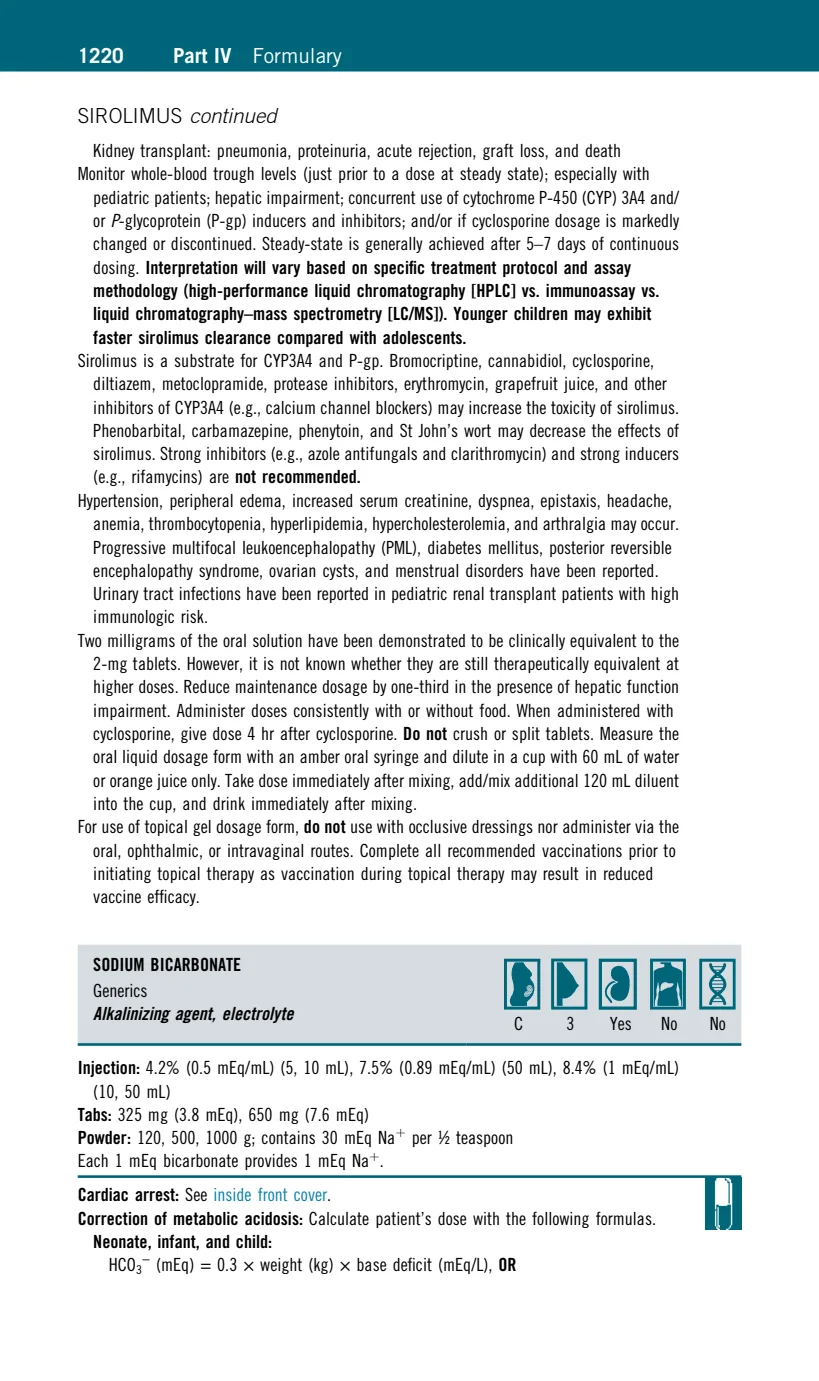 1220 Part IV Formulary
SIROLIMUS continued
Kidney transplant: pneumonia, proteinuria, acute rejection, graft loss, and death
Monitor whole-blood trough levels (just prior to a dose at steady state); especially with
pediatric patients; hepatic impairment; concurrent use of cytochrome P-450 (CYP) 3A4 and/
or P-glycoprotein (P-gp) inducers and inhibitors; and/or if cyclosporine dosage is markedly
changed or discontinued. Steady-state is generally achieved after 5–7 days of continuous
dosing. Interpretation will vary based on specific treatment protocol and assay
methodology (high-performance liquid chromatography [HPLC] vs. immunoassay vs.
liquid chromatography–mass spectrometry [LC/MS]). Younger children may exhibit
faster sirolimus clearance compared with adolescents.
Sirolimus is a substrate for CYP3A4 and P-gp. Bromocriptine, cannabidiol, cyclosporine,
diltiazem, metoclopramide, protease inhibitors, erythromycin, grapefruit juice, and other
inhibitors of CYP3A4 (e.g., calcium channel blockers) may increase the toxicity of sirolimus.
Phenobarbital, carbamazepine, phenytoin, and St John’s wort may decrease the effects of
sirolimus. Strong inhibitors (e.g., azole antifungals and clarithromycin) and strong inducers
(e.g., rifamycins) are not recommended.
Hypertension, peripheral edema, increased serum creatinine, dyspnea, epistaxis, headache,
anemia, thrombocytopenia, hyperlipidemia, hypercholesterolemia, and arthralgia may occur.
Progressive multifocal leukoencephalopathy (PML), diabetes mellitus, posterior reversible
encephalopathy syndrome, ovarian cysts, and menstrual disorders have been reported.
Urinary tract infections have been reported in pediatric renal transplant patients with high
immunologic risk.
Two milligrams of the oral solution have been demonstrated to be clinically equivalent to the
2-mg tablets. However, it is not known whether they are still therapeutically equivalent at
higher doses. Reduce maintenance dosage by one-third in the presence of hepatic function
impairment. Administer doses consistently with or without food. When administered with
cyclosporine, give dose 4 hr after cyclosporine. Do not crush or split tablets. Measure the
oral liquid dosage form with an amber oral syringe and dilute in a cup with 60 mL of water
or orange juice only. Take dose immediately after mixing, add/mix additional 120 mL diluent
into the cup, and drink immediately after mixing.
For use of topical gel dosage form, do not use with occlusive dressings nor administer via the
oral, ophthalmic, or intravaginal routes. Complete all recommended vaccinations prior to
initiating topical therapy as vaccination during topical therapy may result in reduced
vaccine efficacy.
SODIUM BICARBONATE
Generics
Alkalinizing agent, electrolyte
C 3 Yes No No
Injection: 4.2% (0.5 mEq/mL) (5, 10 mL), 7.5% (0.89 mEq/mL) (50 mL), 8.4% (1 mEq/mL)
(10, 50 mL)
Tabs: 325 mg (3.8 mEq), 650 mg (7.6 mEq)
Powder: 120, 500, 1000 g; contains 30 mEq Na⁺ per ½ teaspoon
Each 1 mEq bicarbonate provides 1 mEq Na⁺.
Cardiac arrest: See inside front cover.
Correction of metabolic acidosis: Calculate patient’s dose with the following formulas.
Neonate, infant, and child:
HCO₃⁻ (mEq) = 0.3 × weight (kg) × base deficit (mEq/L), OR